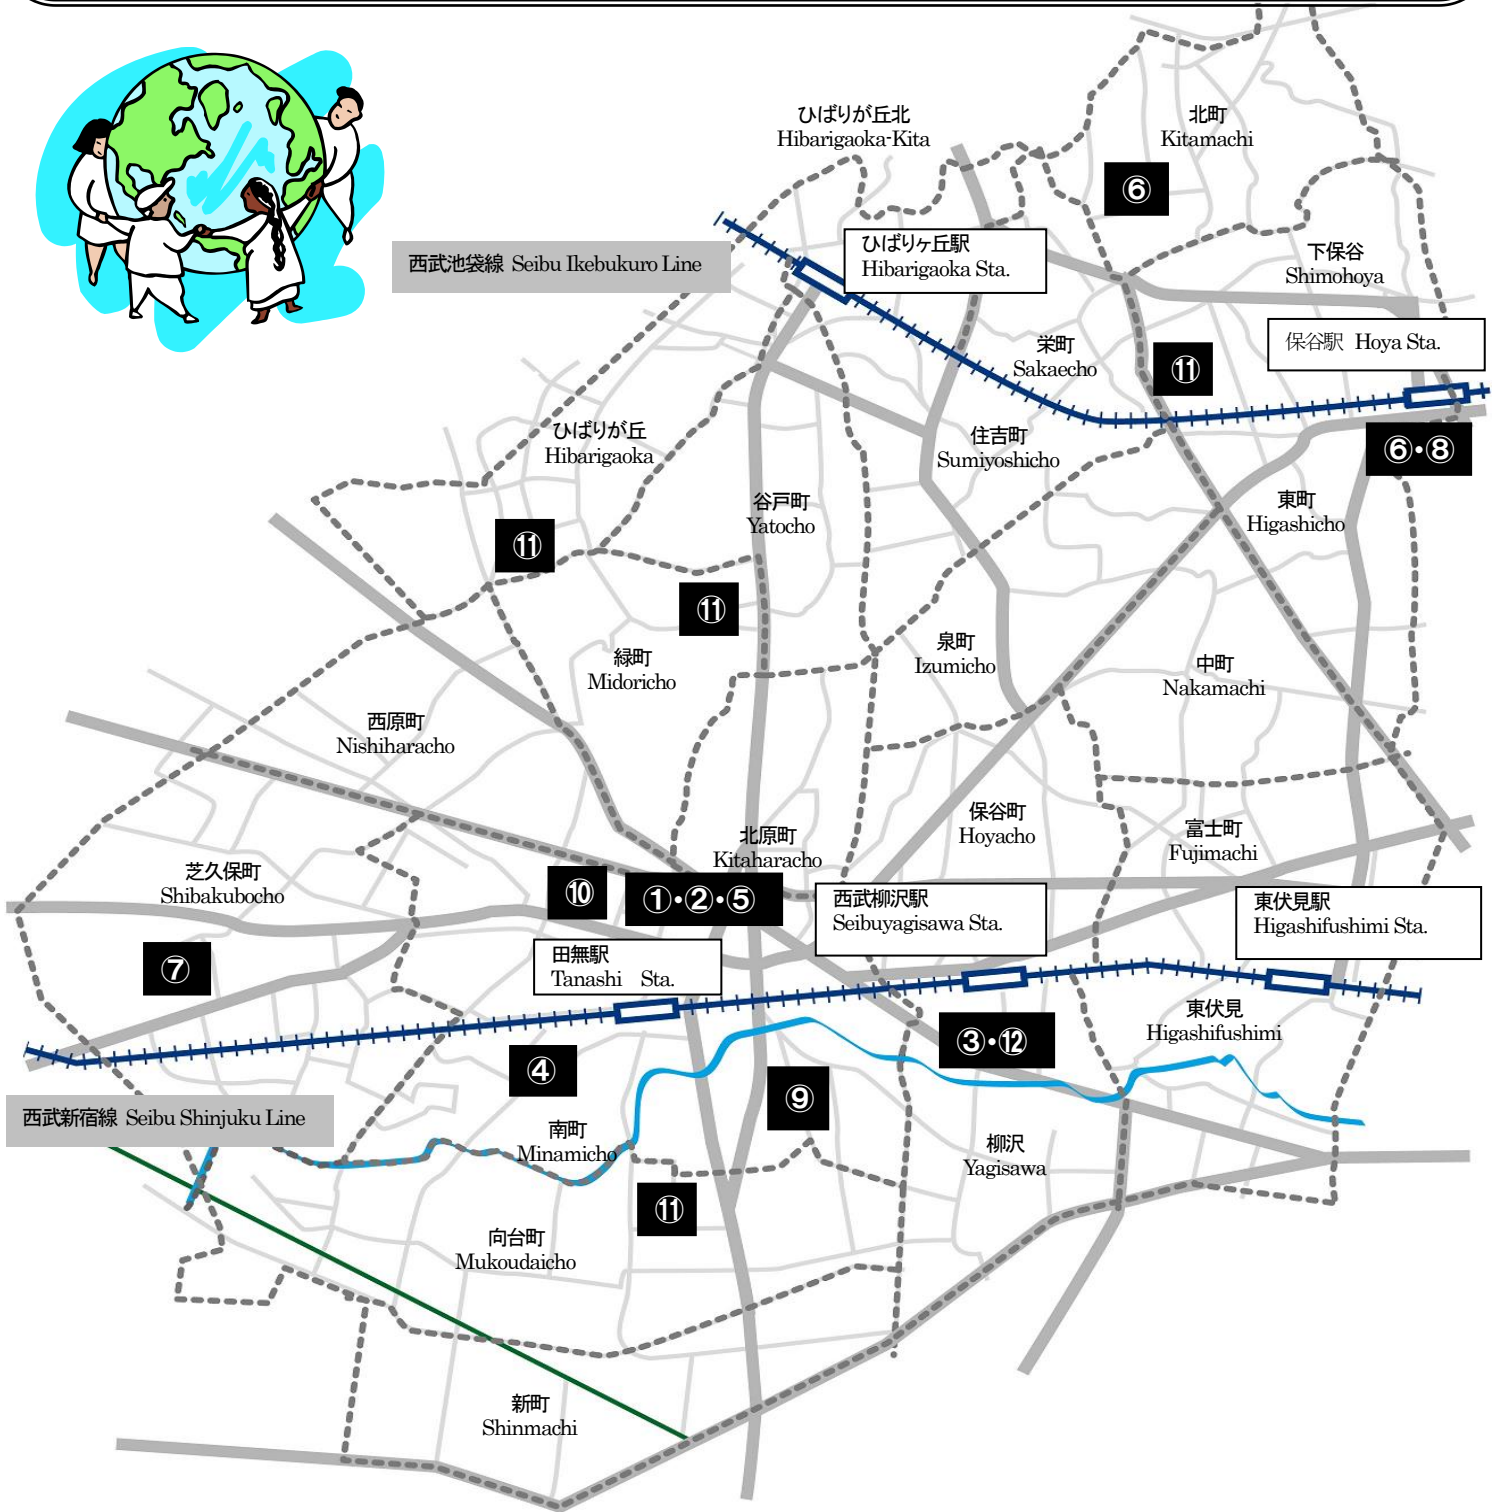 ひばりが丘北
Hibarigaoka-Kita
北町
Kitamachi
⑥
西武池袋線 Seibu Ikebukuro Line
ひばりヶ丘駅
Hibarigaoka Sta.
下保谷
Shimohoya
保谷駅 Hoya Sta.
栄町
Sakaecho
⑪
ひばりが丘
Hibarigaoka
住吉町
Sumiyoshicho
⑥・⑧
谷戸町
Yatocho
東町
Higashicho
⑪
⑪
緑町
Midoricho
泉町
Izumicho
中町
Nakamachi
西原町
Nishiharacho
北原町
Kitaharacho
保谷町
Hoyacho
富士町
Fujimachi
芝久保町
Shibakubocho
⑩
①・②・⑤
西武柳沢駅
Seibuyagisawa Sta.
東伏見駅
Higashifushimi Sta.
⑦
田無駅
Tanashi Sta.
東伏見
Higashifushimi
③・⑫
④
⑨
西武新宿線 Seibu Shinjuku Line
南町
Minamicho
柳沢
Yagisawa
⑪
向台町
Mukoudaicho
新町
Shinmachi